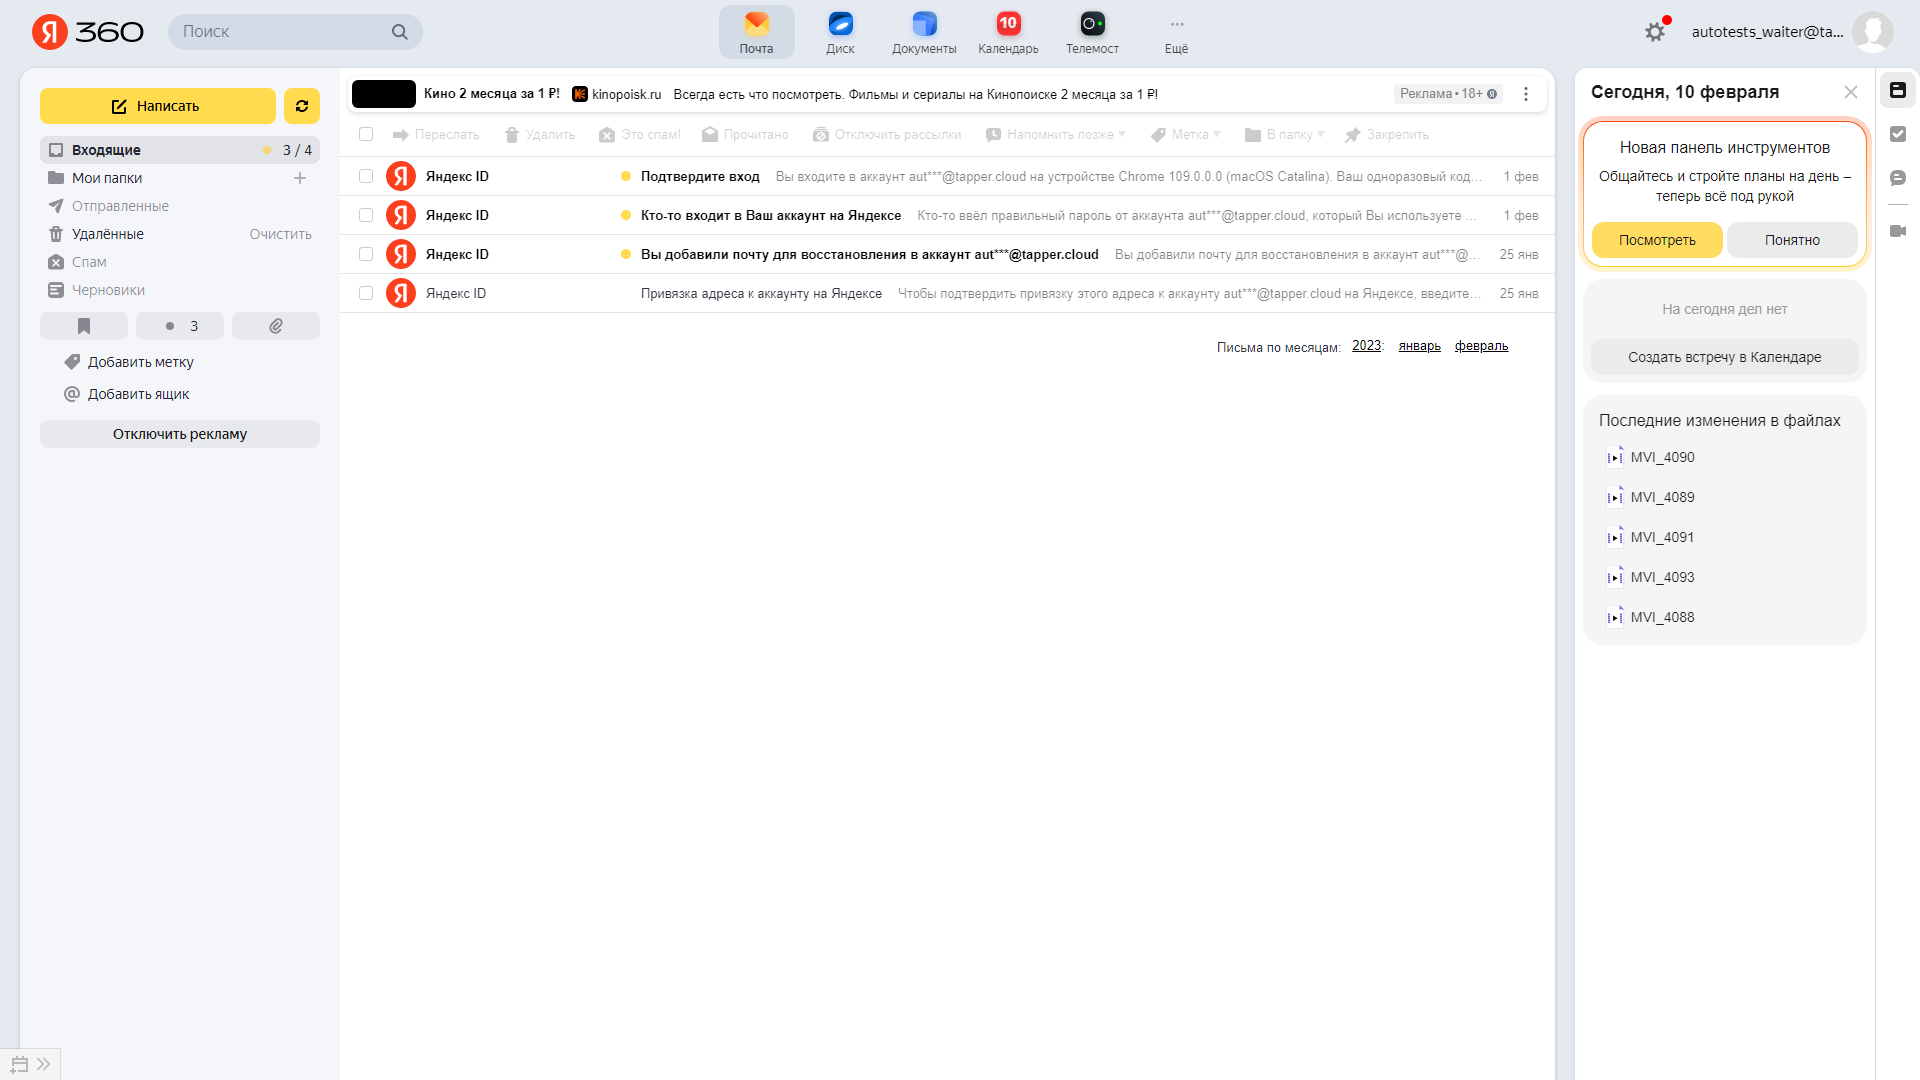 Я 360
Поиск
Почта
Диск
Документы
10
Календарь
Телемост
Ещё
autotests_waiter@ta...
Написать
Входящие 3 / 4
Мои папки
Отправленные
Удалённые Очистить
Спам
Черновики
3
Добавить метку
Добавить ящик
Отключить рекламу
Кино 2 месяца за 1 ₽! kinopoisk.ru Всегда есть что посмотреть. Фильмы и сериалы на Кинопоиске 2 месяца за 1 ₽! Реклама • 18+
Переслать Удалить Это спам! Прочитано Отключить рассылки Напомнить позже Метка В папку Закрепить
Я Яндекс ID Подтвердите вход Вы входите в аккаунт aut***@tapper.cloud на устройстве Chrome 109.0.0.0 (macOS Catalina). Ваш одноразовый код... 1 фев
Я Яндекс ID Кто-то входит в Ваш аккаунт на Яндексе Кто-то ввёл правильный пароль от аккаунта aut***@tapper.cloud, который Вы используете ... 1 фев
Я Яндекс ID Вы добавили почту для восстановления в аккаунт aut***@tapper.cloud Вы добавили почту для восстановления в аккаунт aut***@... 25 янв
Я Яндекс ID Привязка адреса к аккаунту на Яндексе Чтобы подтвердить привязку этого адреса к аккаунту aut***@tapper.cloud на Яндексе, введите... 25 янв
Письма по месяцам: 2023: январь февраль
Сегодня, 10 февраля
Новая панель инструментов
Общайтесь и стройте планы на день –
теперь всё под рукой
Посмотреть Понятно
На сегодня дел нет
Создать встречу в Календаре
Последние изменения в файлах
MVI_4090
MVI_4089
MVI_4091
MVI_4093
MVI_4088